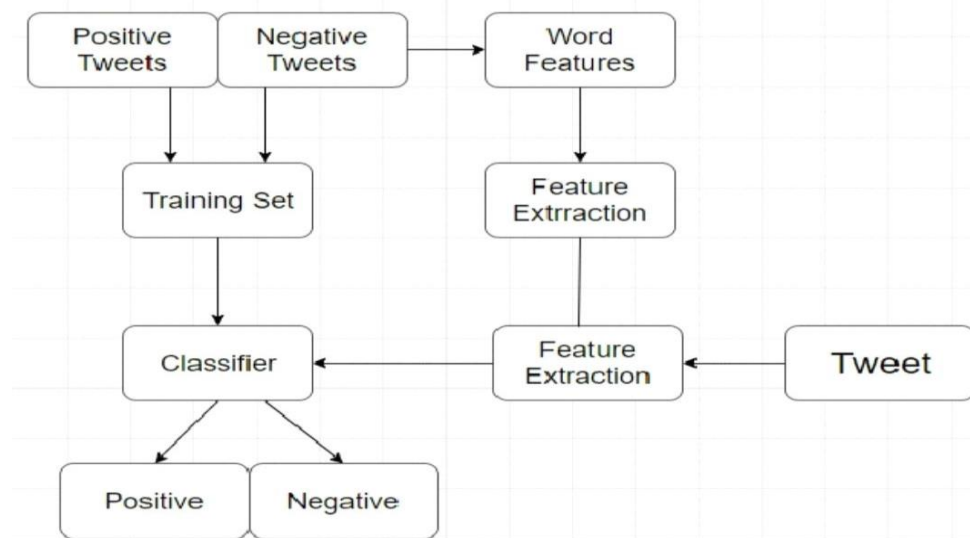 Positive
Tweets
Negative
Tweets
Word
Features
Training Set
Feature
Extrraction
Classifier
Feature
Extraction
Tweet
Positive
Negative